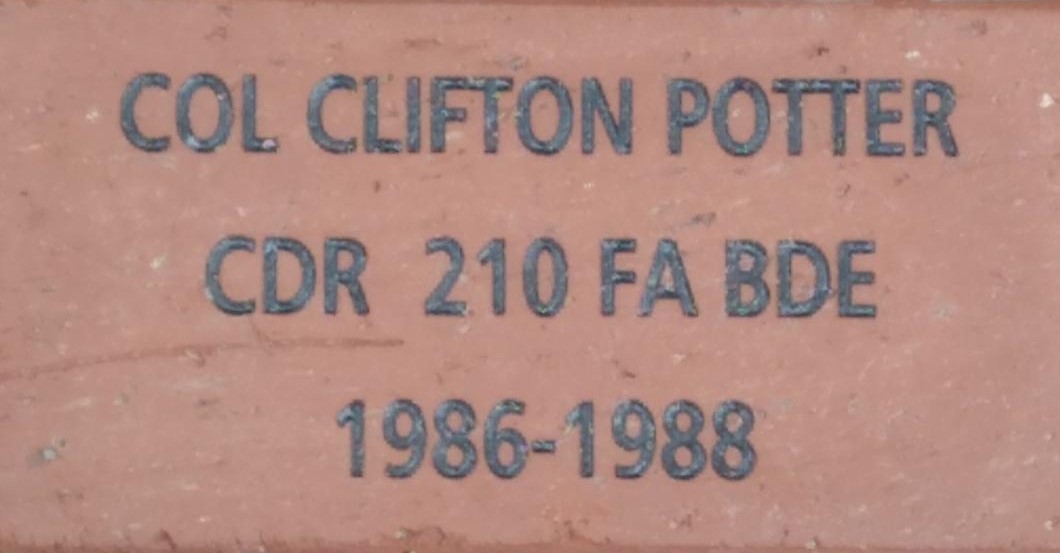 COL CLIFTON POTTER
CDR 210 FA BDE
1986-1988